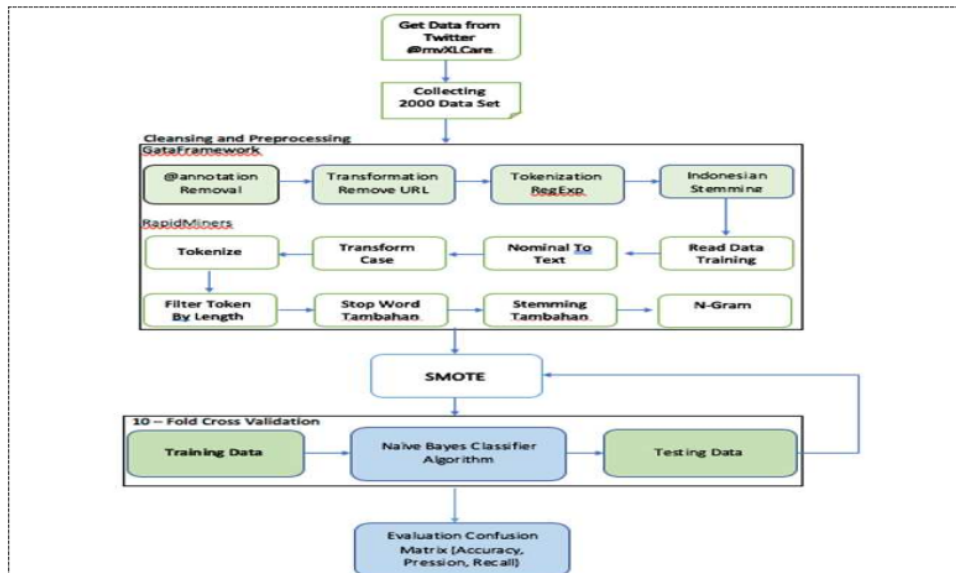 Get Data from
Twitter
@myXLCare
Collecting
2000 Data Set
Cleansing and Preprocessing
GataFramework
@annotation
Removal
Transformation
Remove URL
Tokenization
RegExp
Indonesian
Stemming
RapidMiners
Tokenize
Transform
Case
Nominal To
Text
Read Data
Training
Filter Token
By Length
Stop Word
Tambahan
Stemming
Tambahan
N-Gram
SMOTE
10 – Fold Cross Validation
Training Data
Naïve Bayes Classifier
Algorithm
Testing Data
Evaluation Confusion
Matrix (Accuracy,
Pression, Recall)